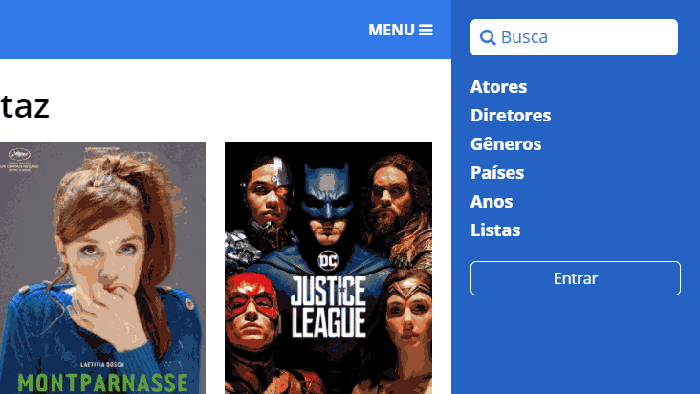 MENU
Busca
Atores
Diretores
Gêneros
Países
Anos
Listas
Entrar
taz
LAETITIA DOSCH
MONTPARNASSE
DC
JUSTICE
LEAGUE